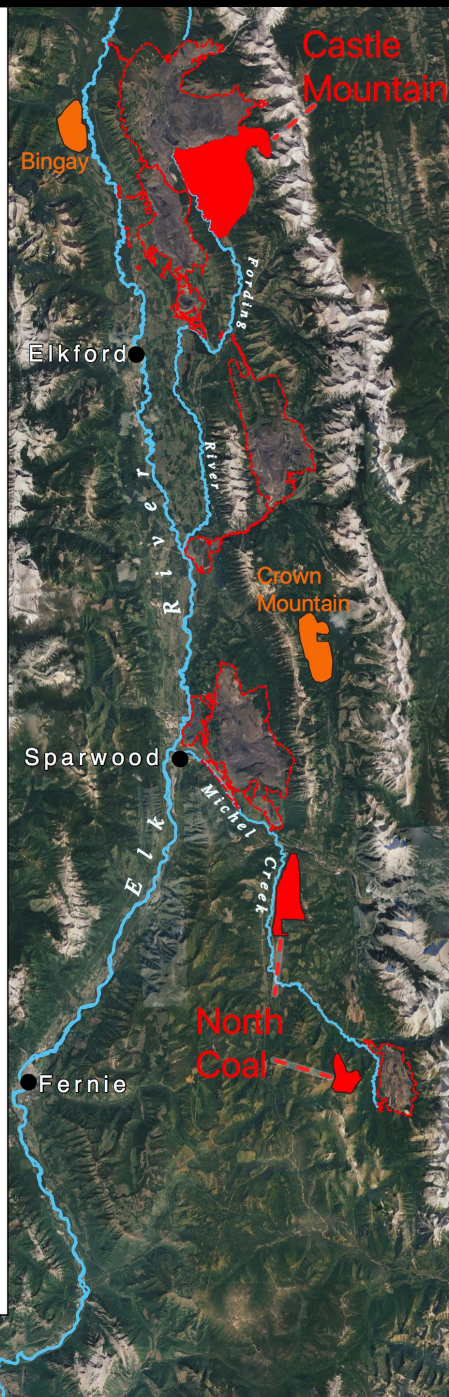 Castle
Mountain
Bingay
Fording
Elkford
River
River
Crown
Mountain
Sparwood
Michel
Elk
Creek
North
Coal
Fernie